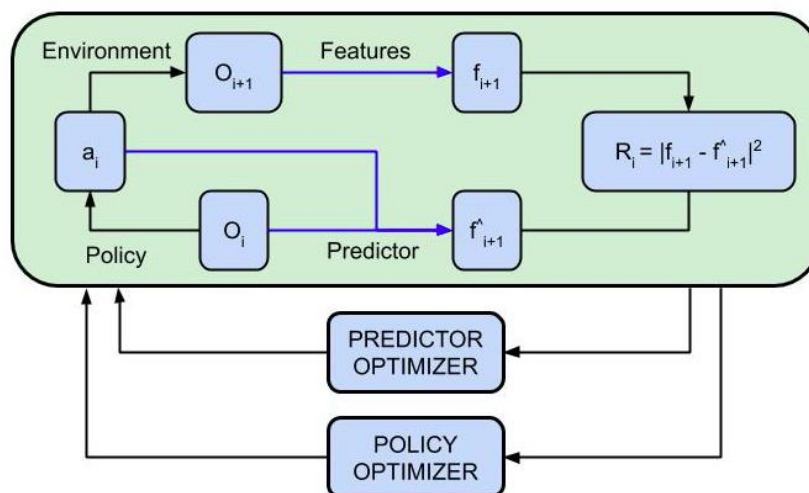 Environment
Features
O_{i+1}
f_{i+1}
a_i
R_i = |f_{i+1} - f^_{i+1}|^2
O_i
f^_{i+1}
Policy
Predictor
PREDICTOR
OPTIMIZER
POLICY
OPTIMIZER